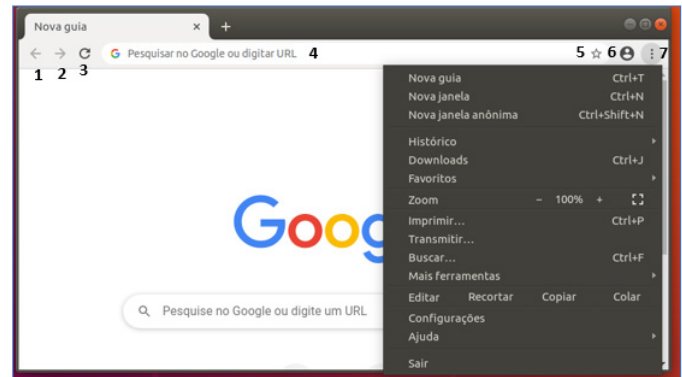 Nova guia × +
Pesquisar no Google ou digitar URL 4 5 6 7
1 2 3
Nova guia Ctrl+T
Nova janela Ctrl+N
Nova janela anônima Ctrl+Shift+N
Histórico
Downloads Ctrl+J
Favoritos
Zoom - 100% +
Imprimir... Ctrl+P
Transmitir...
Buscar... Ctrl+F
Mais ferramentas
Editar Recortar Copiar Colar
Configurações
Ajuda
Sair
Goog
Pesquise no Google ou digite um URL